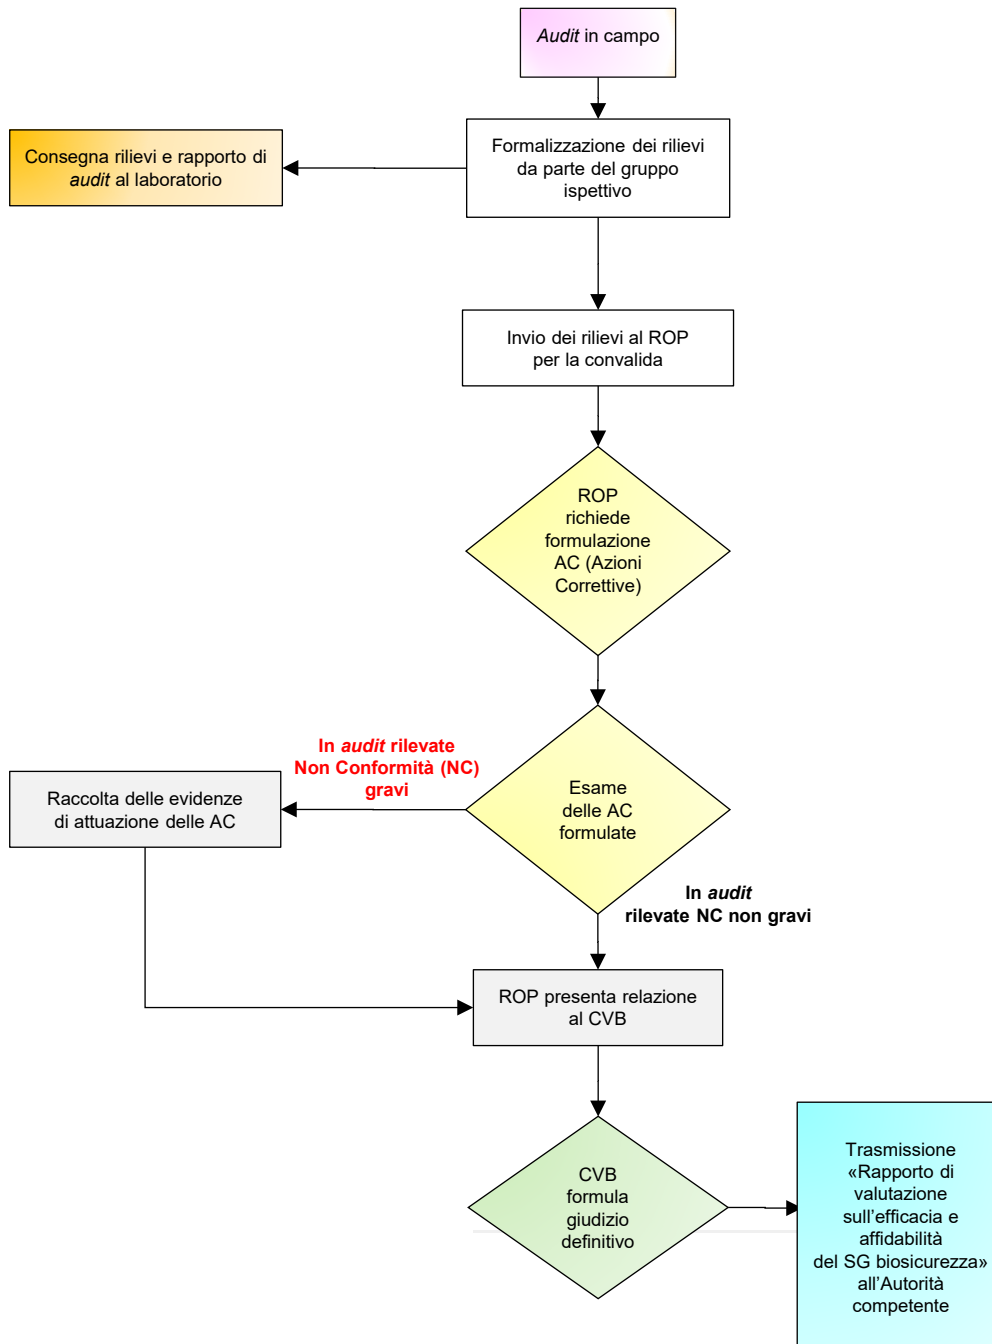 Audit in campo
Formalizzazione dei rilievi
da parte del gruppo
ispettivo
Consegna rilievi e rapporto di
audit al laboratorio
Invio dei rilievi al ROP
per la convalida
ROP
richiede
formulazione
AC (Azioni
Correttive)
In audit rilevate
Non Conformità (NC)
gravi
Esame
delle AC
formulate
Raccolta delle evidenze
di attuazione delle AC
In audit
rilevate NC non gravi
ROP presenta relazione
al CVB
CVB
formula
giudizio
definitivo
Trasmissione
«Rapporto di
valutazione
sull’efficacia e
affidabilità
del SG biosicurezza»
all’Autorità
competente